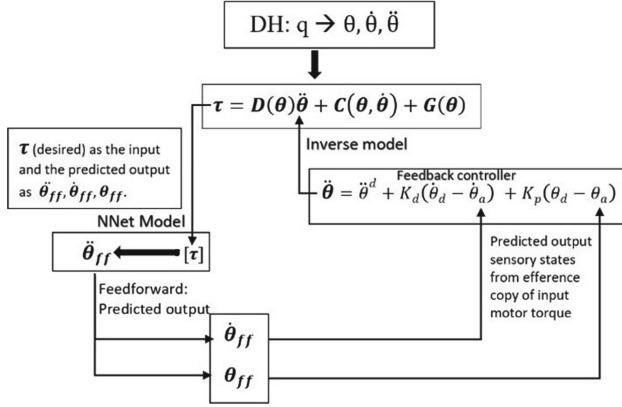 DH: q → θ, θ̇, θ̈
τ = D(θ)θ̈ + C(θ, θ̇) + G(θ)
Inverse model
τ (desired) as the input
and the predicted output
as θ̈ff, θ̇ff, θff.
Feedback controller
θ̈ = θ̈ᵈ + Kd(θ̇d − θ̇a) + Kp(θd − θa)
NNet Model
θ̈ff [τ]
Predicted output
sensory states
from efference
copy of input
motor torque
Feedforward:
Predicted output
θ̇ff
θff